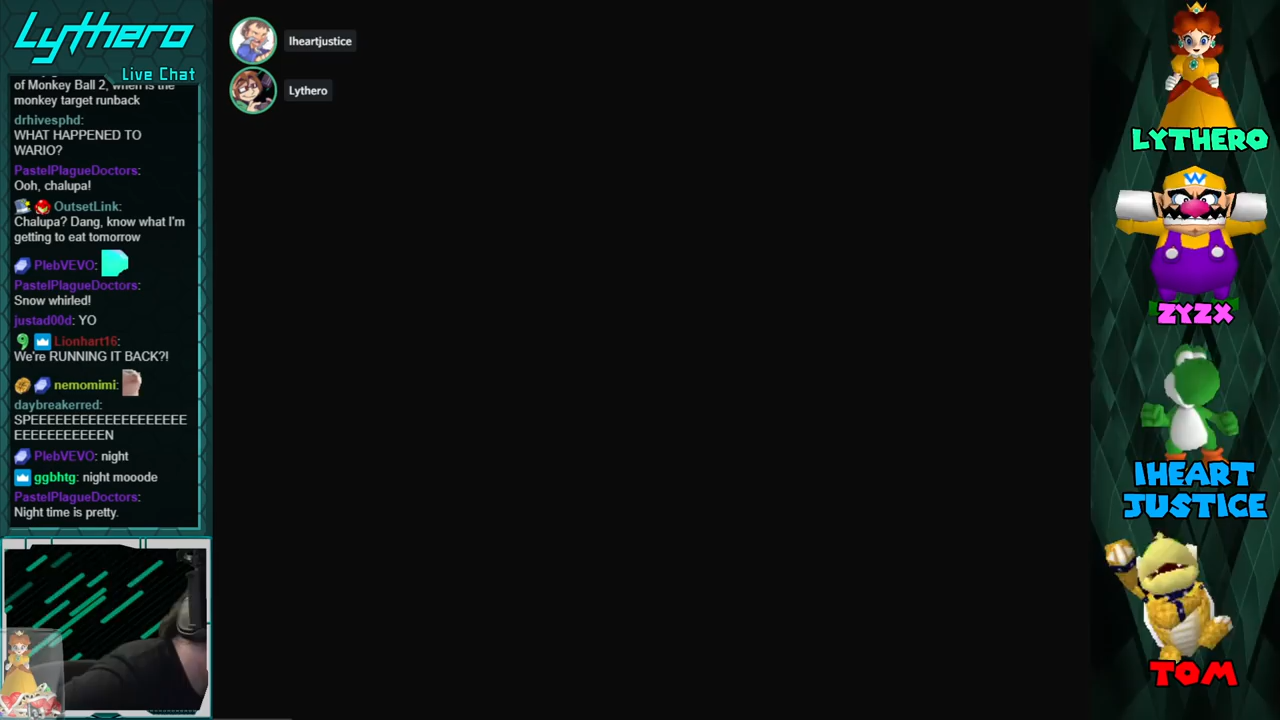 Lythero
Live Chat
of Monkey Ball 2, when is the
monkey target runback
drhivesphd:
WHAT HAPPENED TO
WARIO?
PastelPlagueDoctors:
Ooh, chalupa!
OutsetLink:
Chalupa? Dang, know what I'm
getting to eat tomorrow
PlebVEVO:
PastelPlagueDoctors:
Snow whirled!
justad00d: YO
Lionhart16:
We're RUNNING IT BACK?!
nemomimi:
daybreakerred:
SPEEEEEEEEEEEEEEEEEEE
EEEEEEEEEEEN
PlebVEVO: night
ggbhtg: night mooode
PastelPlagueDoctors:
Night time is pretty.
Iheartjustice
Lythero
LYTHERO
W
ZYZX
IHEART
JUSTICE
TOM